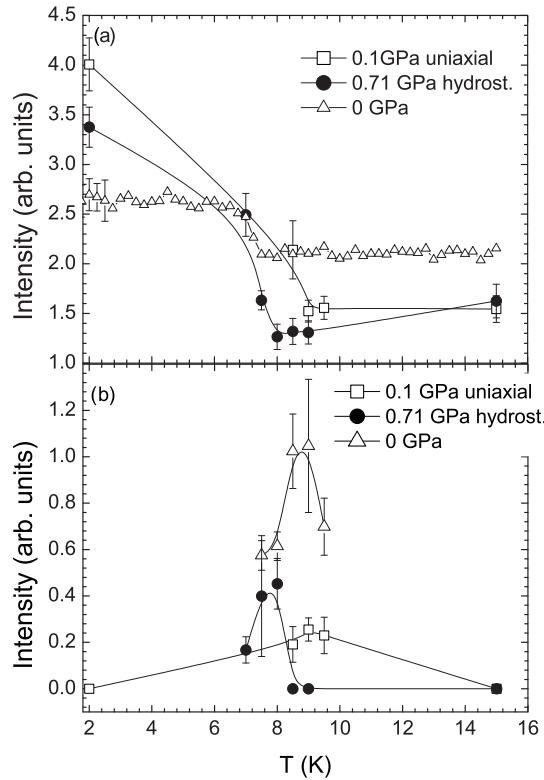 (a)
0.1GPa uniaxial
0.71 GPa hydrost.
0 GPa
Intensity (arb. units)
4.5
4.0
3.5
3.0
2.5
2.0
1.5
1.0
(b)
0.1 GPa uniaxial
0.71 GPa hydrost.
0 GPa
Intensity (arb. units)
1.2
1.0
0.8
0.6
0.4
0.2
0.0
2 4 6 8 10 12 14 16
T (K)